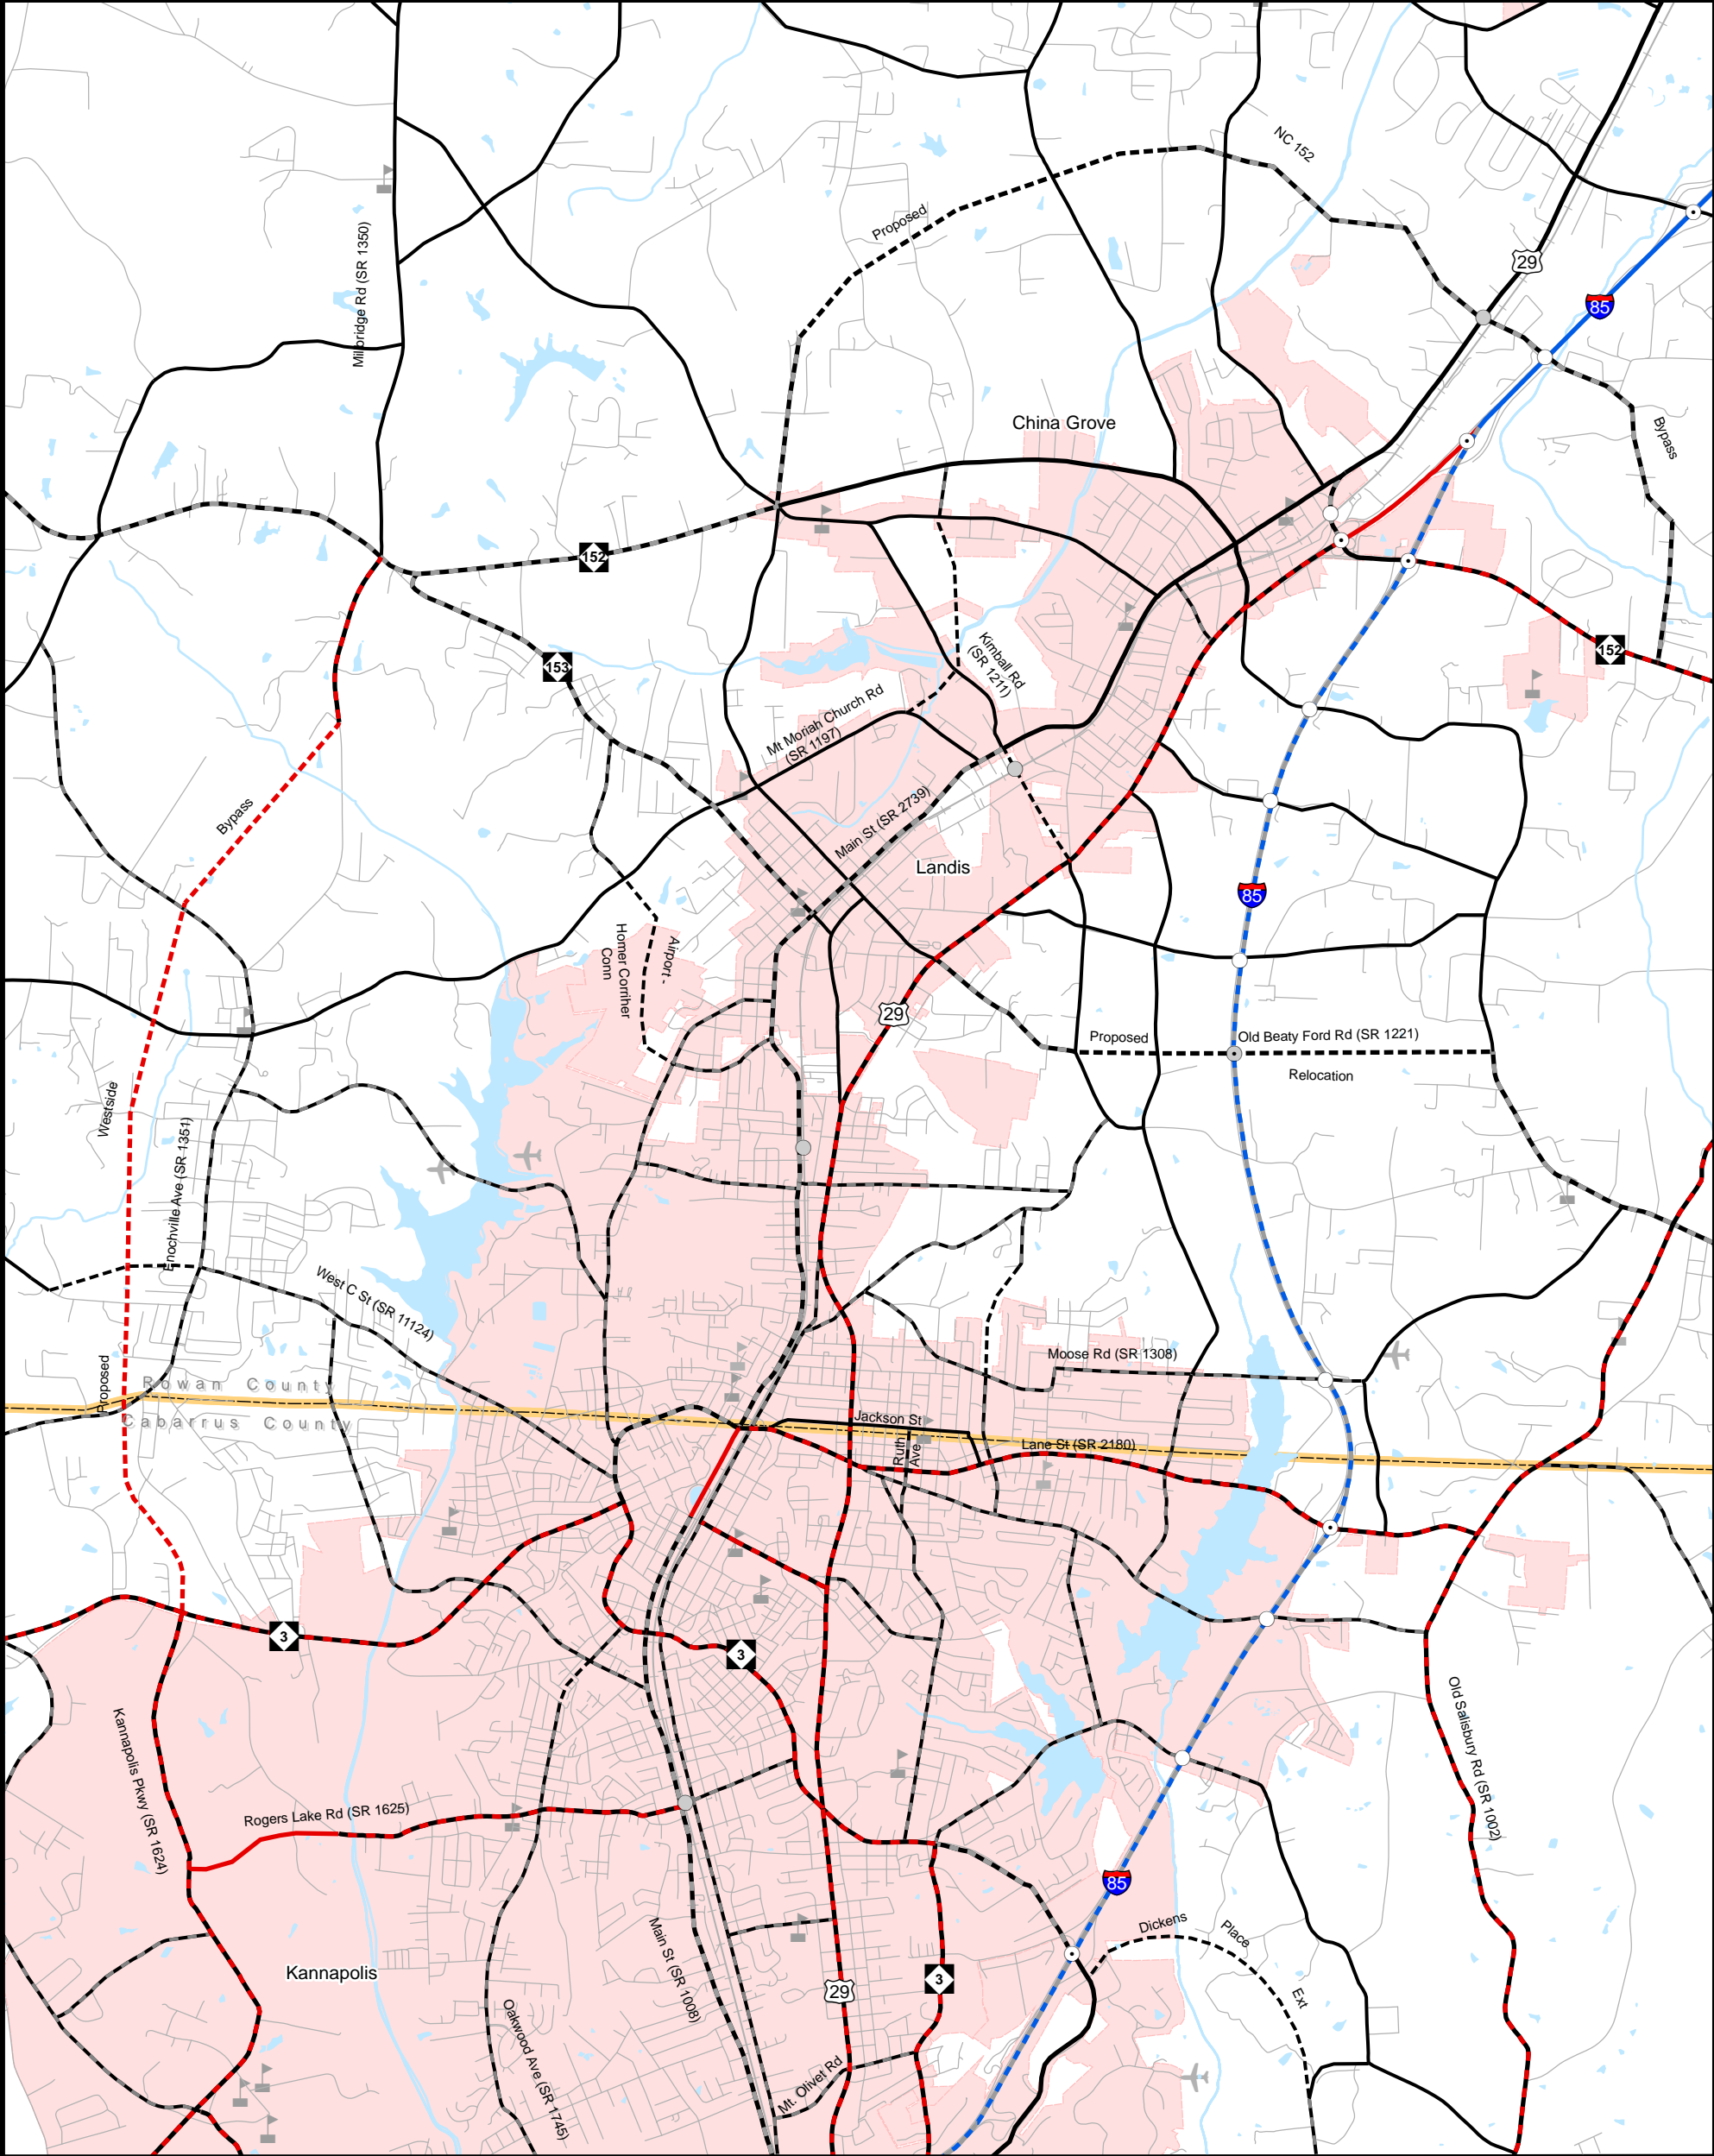 NC 152
Proposed
29
85
Millbridge Rd (SR 1350)
China Grove
Bypass
152
153
Kimball Rd
(SR 1211)
152
Mt Moriah Church Rd
(SR 1197)
Bypass
Main St (SR 2739)
Landis
85
Airport -
Homer Corriher
Conn
29
Proposed
Old Beaty Ford Rd (SR 1221)
Relocation
Westside
Enochville Ave (SR 1351)
West C St (SR 11124)
Moose Rd (SR 1308)
Proposed
Rowan County
Cabarrus County
Jackson St
Ruth
Ave
Lane St (SR 2180)
3
3
Kannapolis Pkwy (SR 1624)
Old Salisbury Rd (SR 1002)
Rogers Lake Rd (SR 1625)
85
Dickens
Place
Ext
Main St (SR 1008)
Kannapolis
3
29
Oakwood Ave (SR 1745)
Mt. Olivet Rd